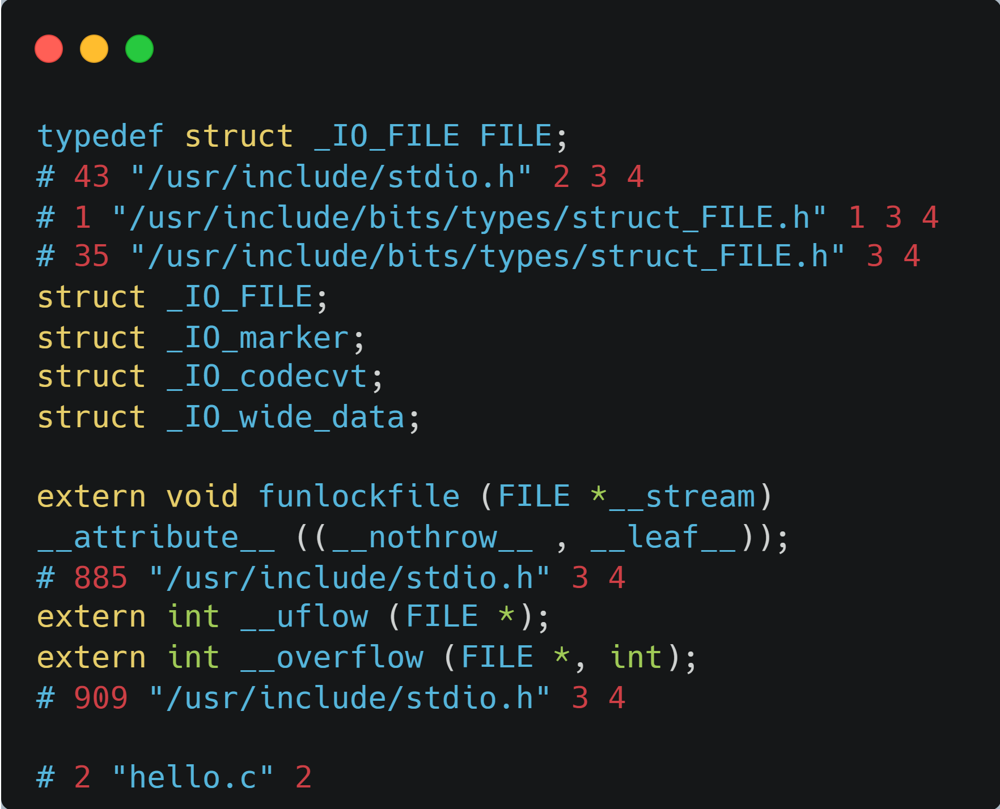 typedef struct _IO_FILE FILE;
# 43 "/usr/include/stdio.h" 2 3 4
# 1 "/usr/include/bits/types/struct_FILE.h" 1 3 4
# 35 "/usr/include/bits/types/struct_FILE.h" 3 4
struct _IO_FILE;
struct _IO_marker;
struct _IO_codecvt;
struct _IO_wide_data;
extern void funlockfile (FILE *__stream)
__attribute__ ((__nothrow__ , __leaf__));
# 885 "/usr/include/stdio.h" 3 4
extern int __uflow (FILE *);
extern int __overflow (FILE *, int);
# 909 "/usr/include/stdio.h" 3 4
# 2 "hello.c" 2